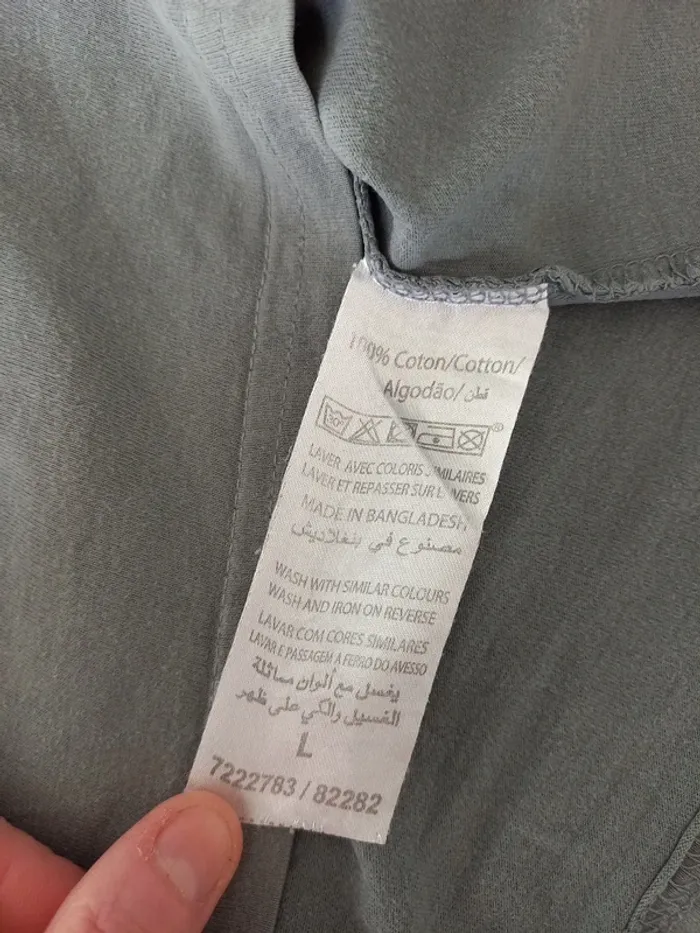 100% Coton/Cotton/
Algodão/ قطن
30°
®
LAVER AVEC COLORIS SIMILAIRES
LAVER ET REPASSER SUR L'ENVERS
MADE IN BANGLADESH
مصنوع في بنغلاديش
WASH WITH SIMILAR COLOURS
WASH AND IRON ON REVERSE
LAVAR COM CORES SIMILARES
LAVAR E PASSAGEM A FERRO DO AVESSO
يغسل مع ألوان مماثلة
الغسيل والكي على ظهر
L
7222783 / 82282